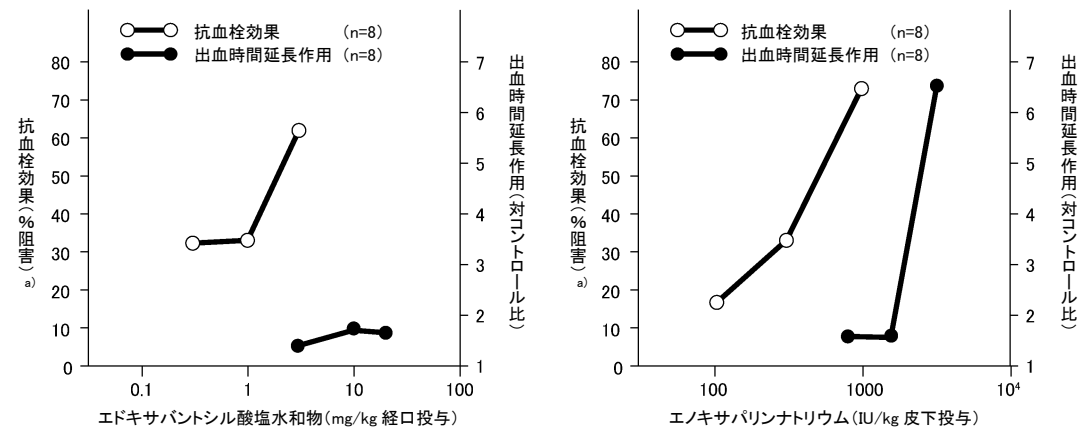 抗血栓効果 (n=8)
出血時間延長作用 (n=8)
抗血栓効果(%阻害)a)
80
70
60
50
40
30
20
10
0
出血時間延長作用(対コントロール比)
7
6
5
4
3
2
1
0.1 1 10 100
エドキサバントシル酸塩水和物(mg/kg 経口投与)
抗血栓効果 (n=8)
出血時間延長作用 (n=8)
抗血栓効果(%阻害)a)
80
70
60
50
40
30
20
10
0
出血時間延長作用(対コントロール比)
7
6
5
4
3
2
1
100 1000 10⁴
エノキサパリンナトリウム(IU/kg 皮下投与)